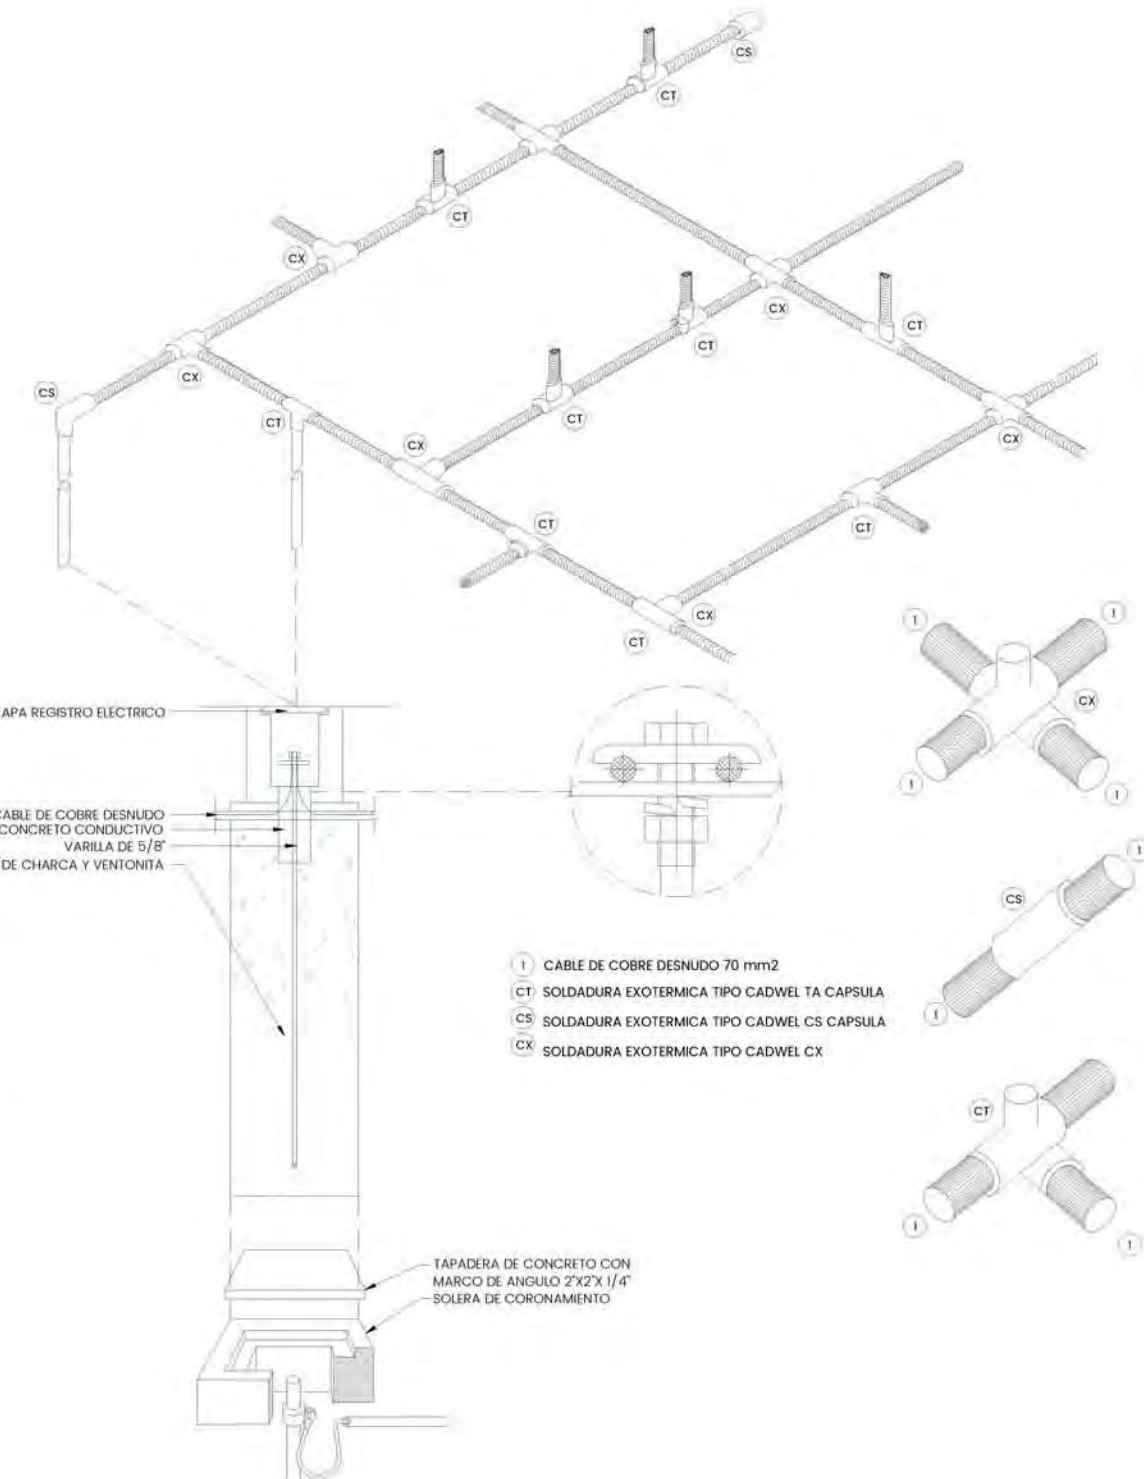 CS
CT
CT
CX
CX
CT
CX
CT
CS
CX
CT
CT
CX
CX
CT
CT
CX
CT
APA REGISTRO ELECTRICO
CABLE DE COBRE DESNUDO
CONCRETO CONDUCTIVO
VARILLA DE 5/8"
DE CHARCA Y VENTONITA
1
1
CX
1
1
1
CS
1
1 CABLE DE COBRE DESNUDO 70 mm2
CT SOLDADURA EXOTERMICA TIPO CADWEL TA CAPSULA
CS SOLDADURA EXOTERMICA TIPO CADWEL CS CAPSULA
CX SOLDADURA EXOTERMICA TIPO CADWEL CX
CT
1
1
TAPADERA DE CONCRETO CON
MARCO DE ANGULO 2"X2"X 1/4"
SOLERA DE CORONAMIENTO